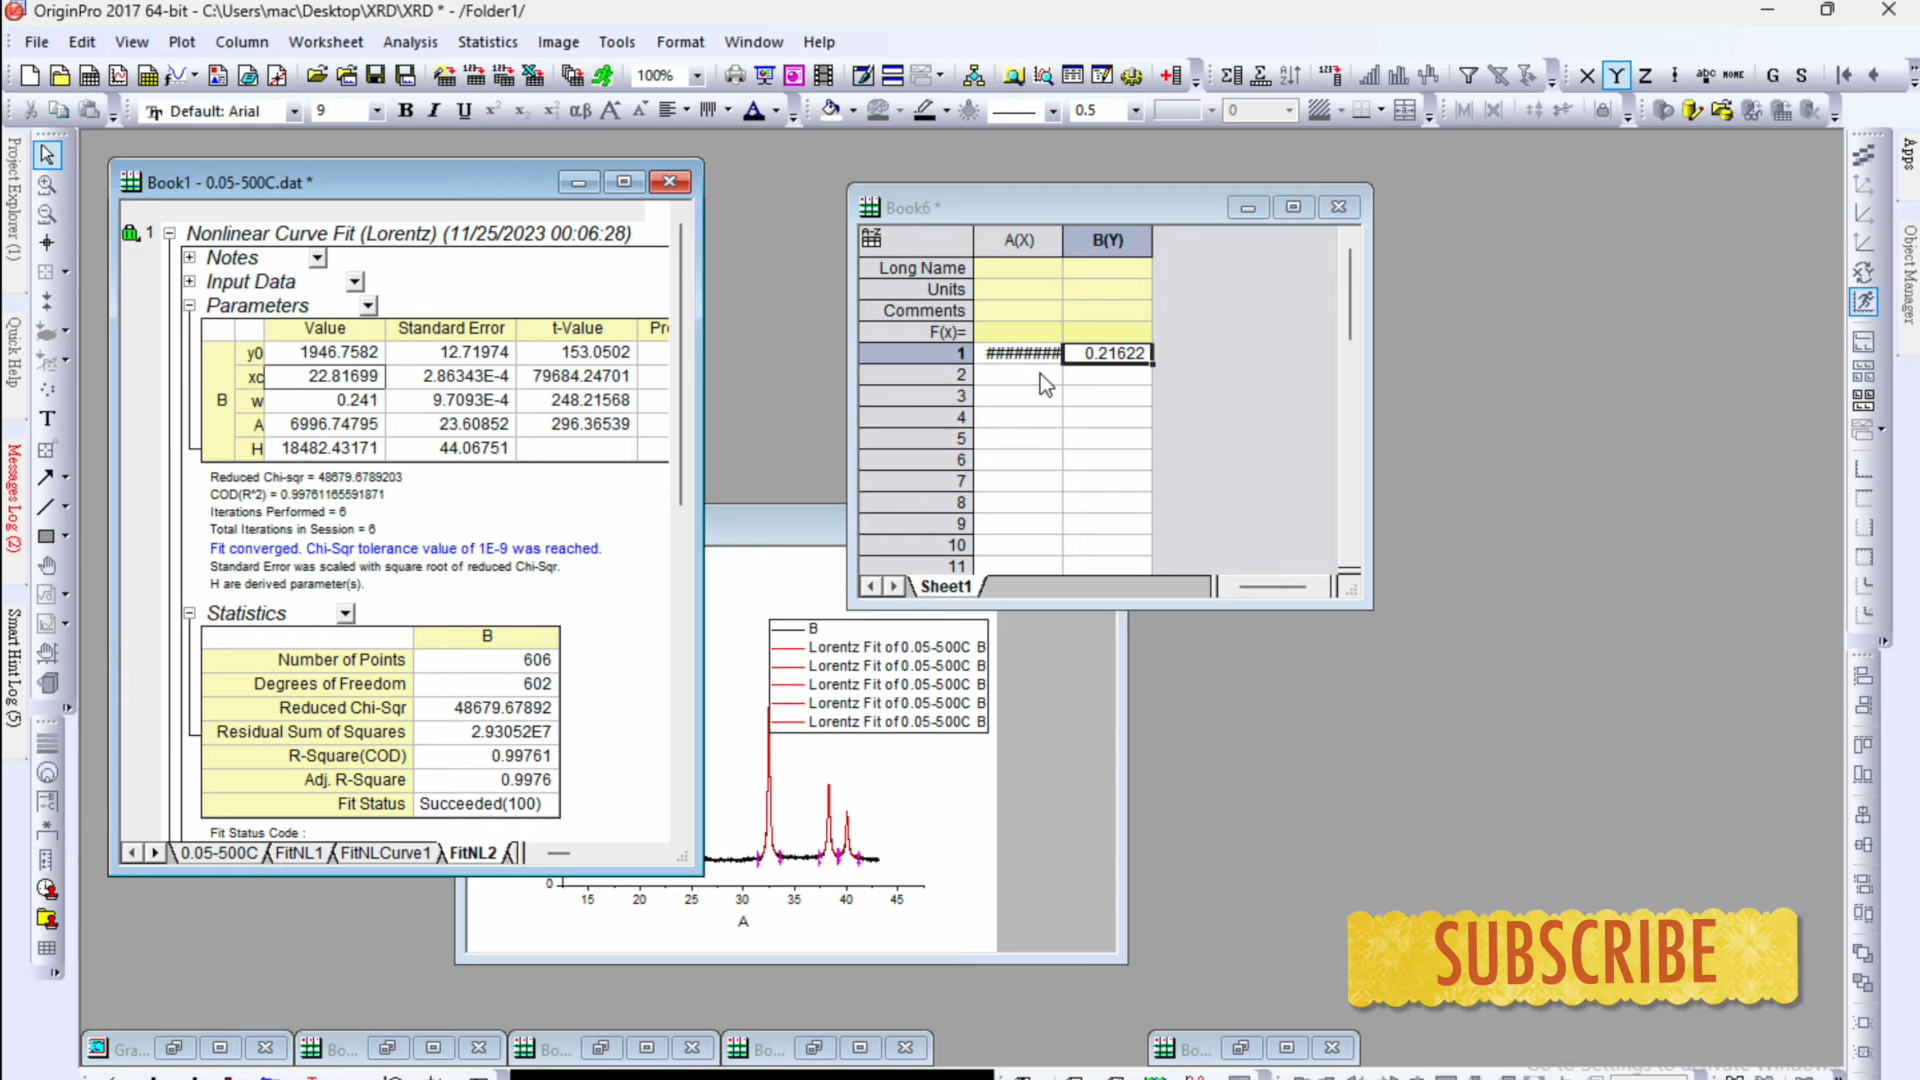 OriginPro 2017 64-bit - C:\Users\mac\Desktop\XRD\XRD * - /Folder1/
File Edit View Plot Column Worksheet Analysis Statistics Image Tools Format Window Help
100%
Default: Arial 9 B I U αβ A 0.5 0
Project Explorer (1)
Quick Help
Messages Log (2)
Smart Hint Log (5)
Apps
Object Manager
Book1 - 0.05-500C.dat *
1 Nonlinear Curve Fit (Lorentz) (11/25/2023 00:06:28)
Notes
Input Data
Parameters
Value Standard Error t-Value
B
y0 1946.7582 12.71974 153.0502
xc 22.81699 2.86343E-4 79684.24701
w 0.241 9.7093E-4 248.21568
A 6996.74795 23.60852 296.36539
H 18482.43171 44.06751
Reduced Chi-sqr = 48679.6789203
COD(R^2) = 0.99761165591871
Iterations Performed = 6
Total Iterations in Session = 6
Fit converged. Chi-Sqr tolerance value of 1E-9 was reached.
Standard Error was scaled with square root of reduced Chi-Sqr.
H are derived parameter(s).
Statistics
B
Number of Points 606
Degrees of Freedom 602
Reduced Chi-Sqr 48679.67892
Residual Sum of Squares 2.93052E7
R-Square(COD) 0.99761
Adj. R-Square 0.9976
Fit Status Succeeded(100)
Fit Status Code :
0.05-500C FitNL1 FitNLCurve1 FitNL2
Book6 *
A(X) B(Y)
Long Name
Units
Comments
F(x)=
1 ######## 0.21622
2
3
4
5
6
7
8
9
10
11
Sheet1
B
Lorentz Fit of 0.05-500C B
Lorentz Fit of 0.05-500C B
Lorentz Fit of 0.05-500C B
Lorentz Fit of 0.05-500C B
Lorentz Fit of 0.05-500C B
0
15 20 25 30 35 40 45
A
SUBSCRIBE
Gra... Bo... Bo... Bo... Bo...